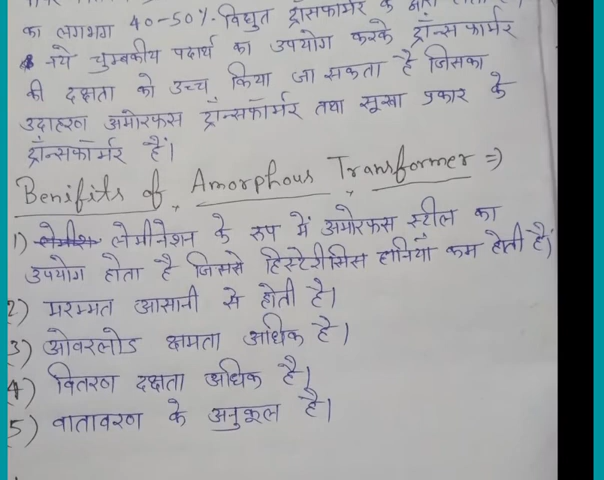 का लगभग 40-50% विद्युत ट्रांसफार्मर के
नये चुम्बकीय पदार्थ का उपयोग करके ट्रॉन्सफार्मर
की दक्षता को उच्च किया जा सकता है जिसका
उदाहरण अमोरफस ट्रॉन्सफॉर्मर तथा सूखा प्रकार के
ट्रॉन्सफॉर्मर हैं।
Benifits of Amorphous Transformer =)
1) लेमीनेशन के रूप में अमोरफस स्टील का
उपयोग होता है जिससे हिस्टेरीसिस हानियाँ कम होती है।
2) मरम्मत आसानी से होती है।
3) ओवरलोड क्षमता अधिक है।
4) वितरण दक्षता अधिक है।
5) वातावरण के अनुकूल है।